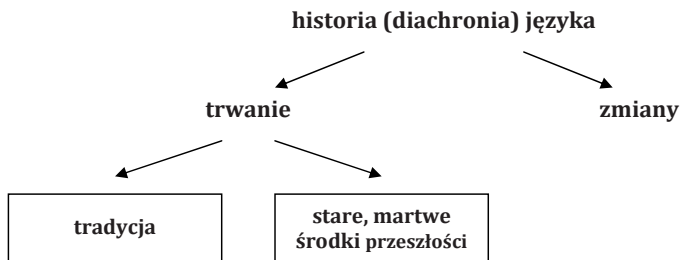 historia (diachronia) języka
trwanie
zmiany
tradycja
stare, martwe
środki przeszłości